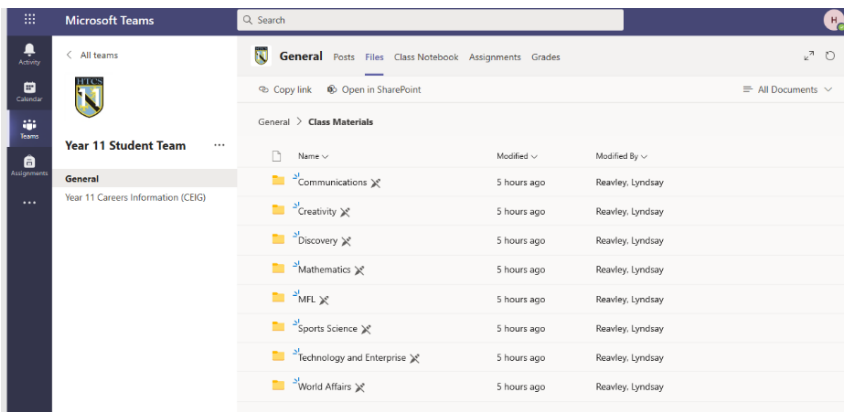 Microsoft Teams
Search
H
Activity
Calendar
Teams
Assignments
All teams
HTCS
11
Year 11 Student Team
General
Year 11 Careers Information (CEIG)
General Posts Files Class Notebook Assignments Grades
Copy link Open in SharePoint All Documents
General > Class Materials
Name Modified Modified By
Communications 5 hours ago Reavley, Lyndsay
Creativity 5 hours ago Reavley, Lyndsay
Discovery 5 hours ago Reavley, Lyndsay
Mathematics 5 hours ago Reavley, Lyndsay
MFL 5 hours ago Reavley, Lyndsay
Sports Science 5 hours ago Reavley, Lyndsay
Technology and Enterprise 5 hours ago Reavley, Lyndsay
World Affairs 5 hours ago Reavley, Lyndsay